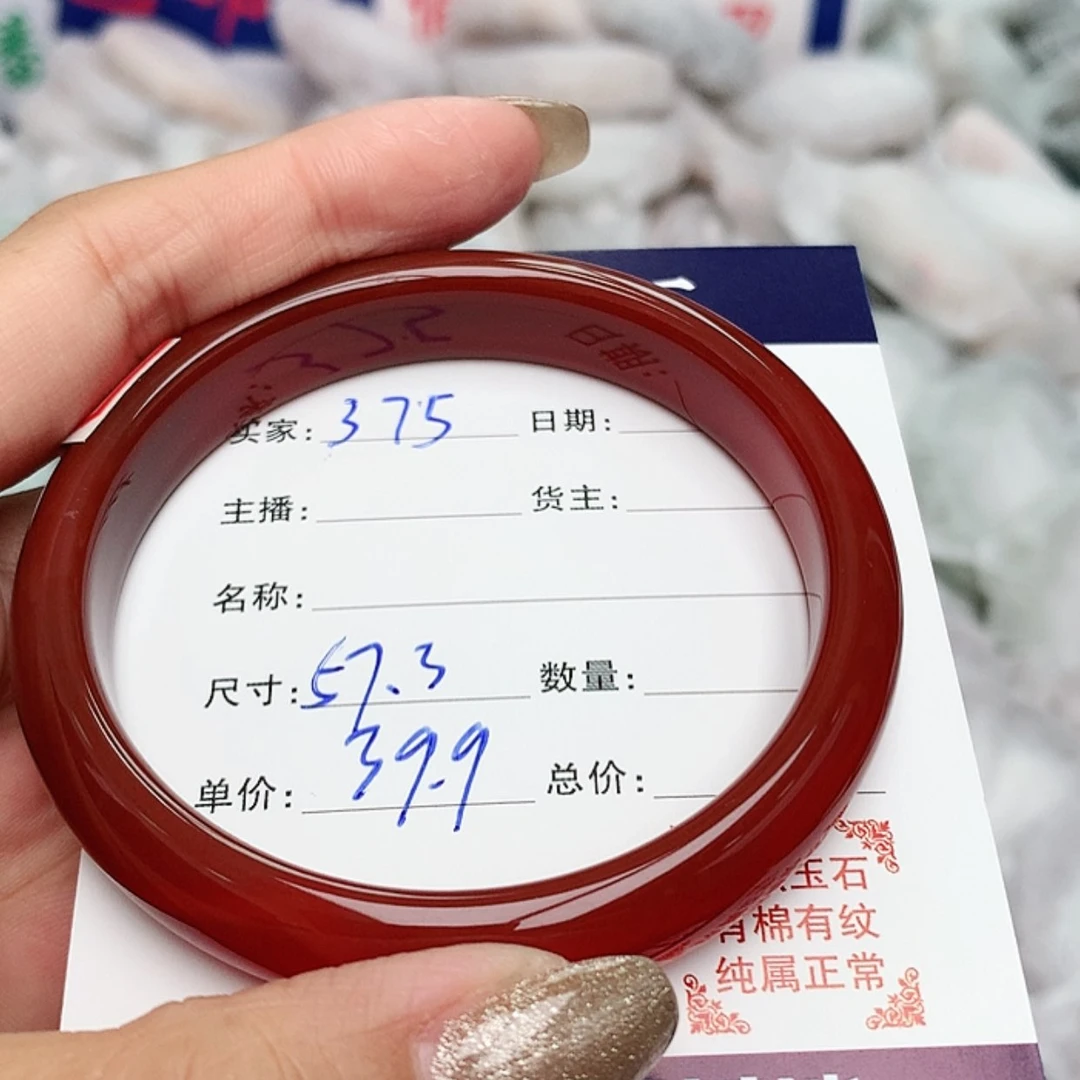 买家: 375 日期:
主播: 货主:
名称:
尺寸: 57.3 数量:
单价: 39.9 总价:
玉石
有棉有纹
纯属正常